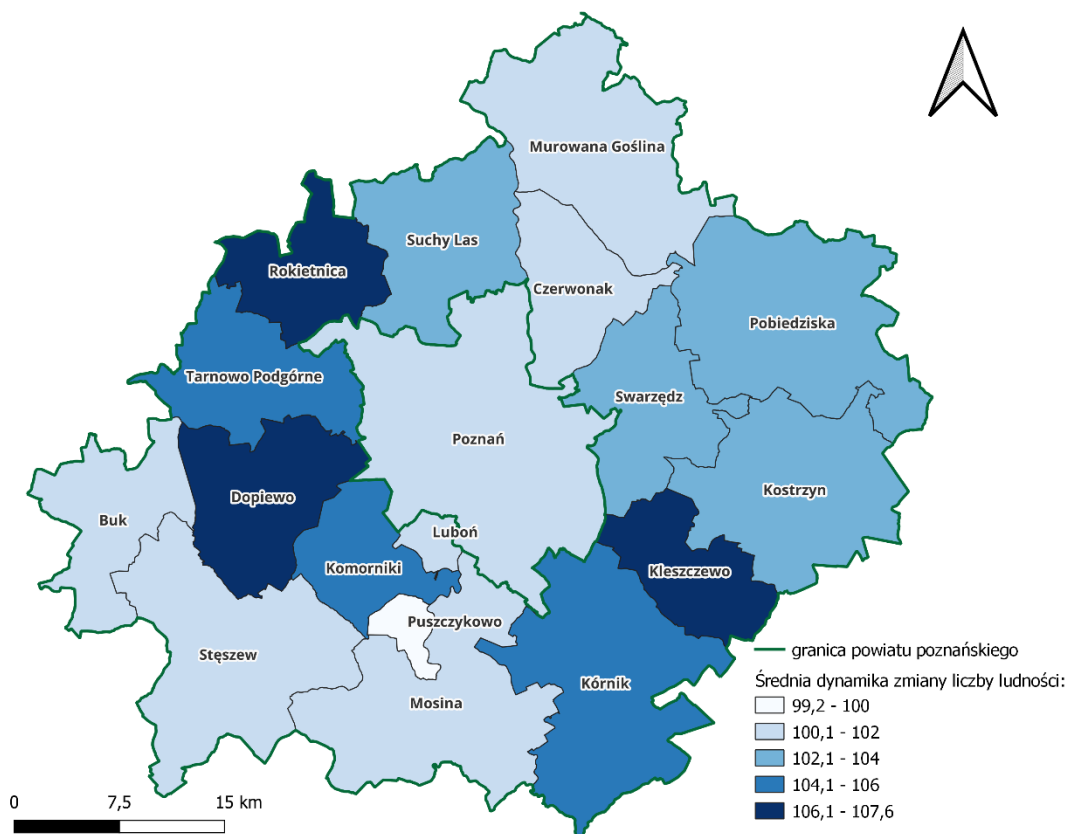 Murowana Goślina
Suchy Las
Rokietnica
Czerwonak
Pobiedziska
Tarnowo Podgórne
Swarzędz
Poznań
Kostrzyn
Dopiewo
Buk
Luboń
Komorniki
Kleszczewo
Puszczykowo
Stęszew
Kórnik
Mosina
granica powiatu poznańskiego
Średnia dynamika zmiany liczby ludności:
99,2 - 100
100,1 - 102
102,1 - 104
104,1 - 106
106,1 - 107,6
0 7,5 15 km